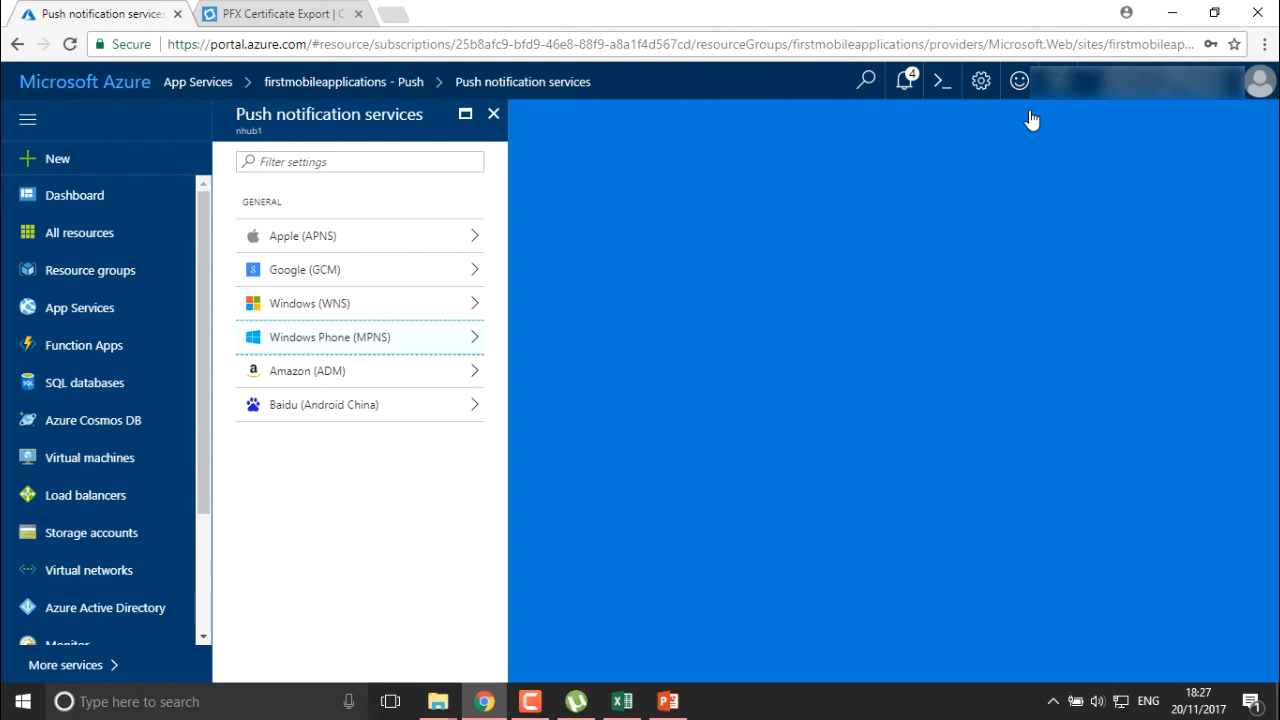 Push notification services
PFX Certificate Export | C
Secure
https://portal.azure.com/#resource/subscriptions/25b8afc9-bfd9-46e8-88f9-a8a1f4d567cd/resourceGroups/firstmobileapplications/providers/Microsoft.Web/sites/firstmobileap...
Microsoft Azure
App Services
firstmobileapplications - Push
Push notification services
4
Push notification services
nhub1
New
Dashboard
All resources
Resource groups
App Services
Function Apps
SQL databases
Azure Cosmos DB
Virtual machines
Load balancers
Storage accounts
Virtual networks
Azure Active Directory
Monitor
More services
Filter settings
GENERAL
Apple (APNS)
Google (GCM)
Windows (WNS)
Windows Phone (MPNS)
Amazon (ADM)
Baidu (Android China)
Type here to search
ENG
18:27
20/11/2017
1